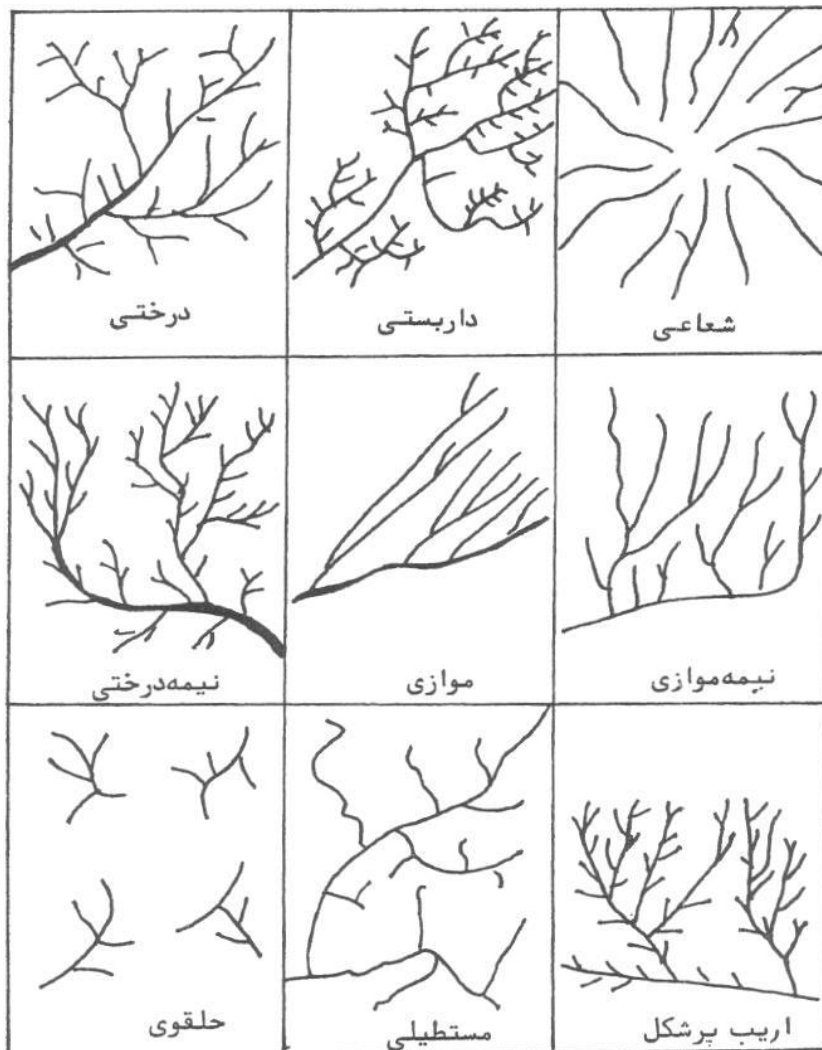 شعاعی
داربستی
درختی
نیمه‌موازی
موازی
نیمه‌درختی
اریب پرشکل
مستطیلی
حلقوی